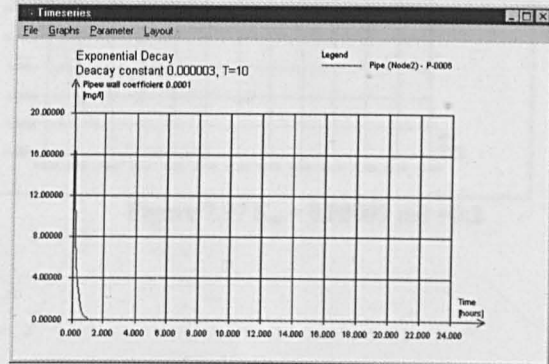 Timeseries
File Graphs Parameter Layout
Exponential Decay
Deacay constant 0.000003, T=10
Pipew wall coefficient 0.0001
[mg/l]
Legend
Pipe (Node2) - P-0006
20.00000
16.00000
12.00000
8.00000
4.00000
0.00000
0.000 2.000 4.000 6.000 8.000 10.000 12.000 14.000 16.000 18.000 20.000 22.000 24.000
Time
[hours]